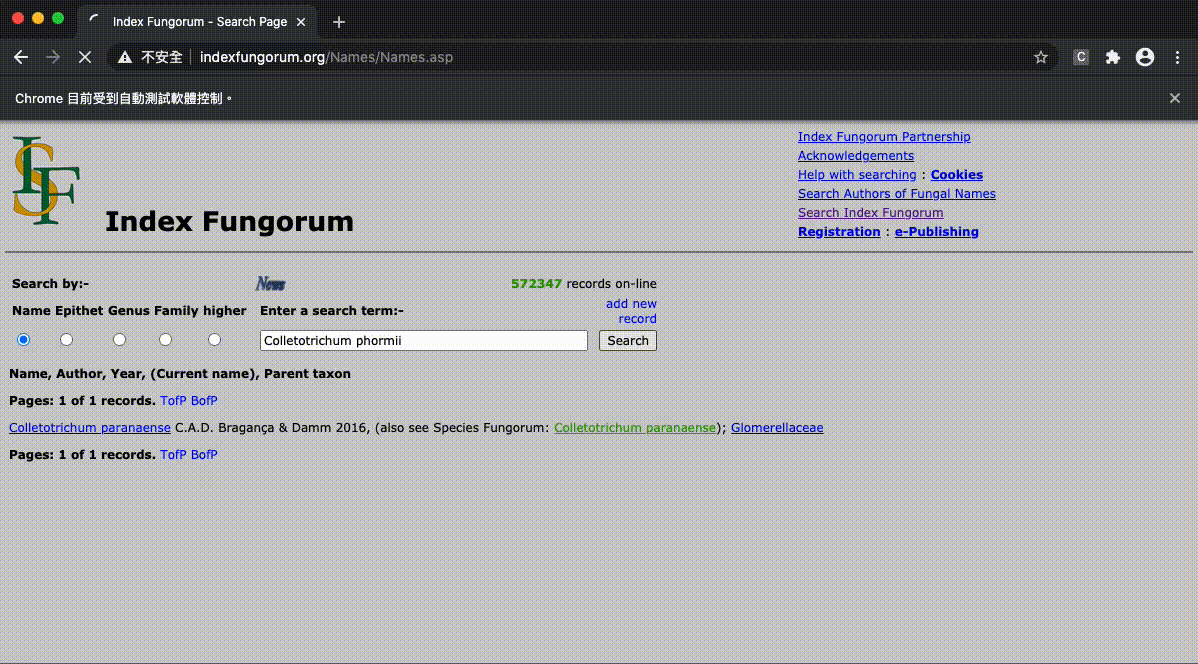 Index Fungorum - Search Page
不安全 indexfungorum.org/Names/Names.asp
C
Chrome 目前受到自動測試軟體控制。
ISF
Index Fungorum
Index Fungorum Partnership
Acknowledgements
Help with searching : Cookies
Search Authors of Fungal Names
Search Index Fungorum
Registration : e-Publishing
Search by:- News 572347 records on-line
Name Epithet Genus Family higher Enter a search term:- add new
record
Colletotrichum phormii Search
Name, Author, Year, (Current name), Parent taxon
Pages: 1 of 1 records. TofP BofP
Colletotrichum paranaense C.A.D. Bragança & Damm 2016, (also see Species Fungorum: Colletotrichum paranaense); Glomerellaceae
Pages: 1 of 1 records. TofP BofP